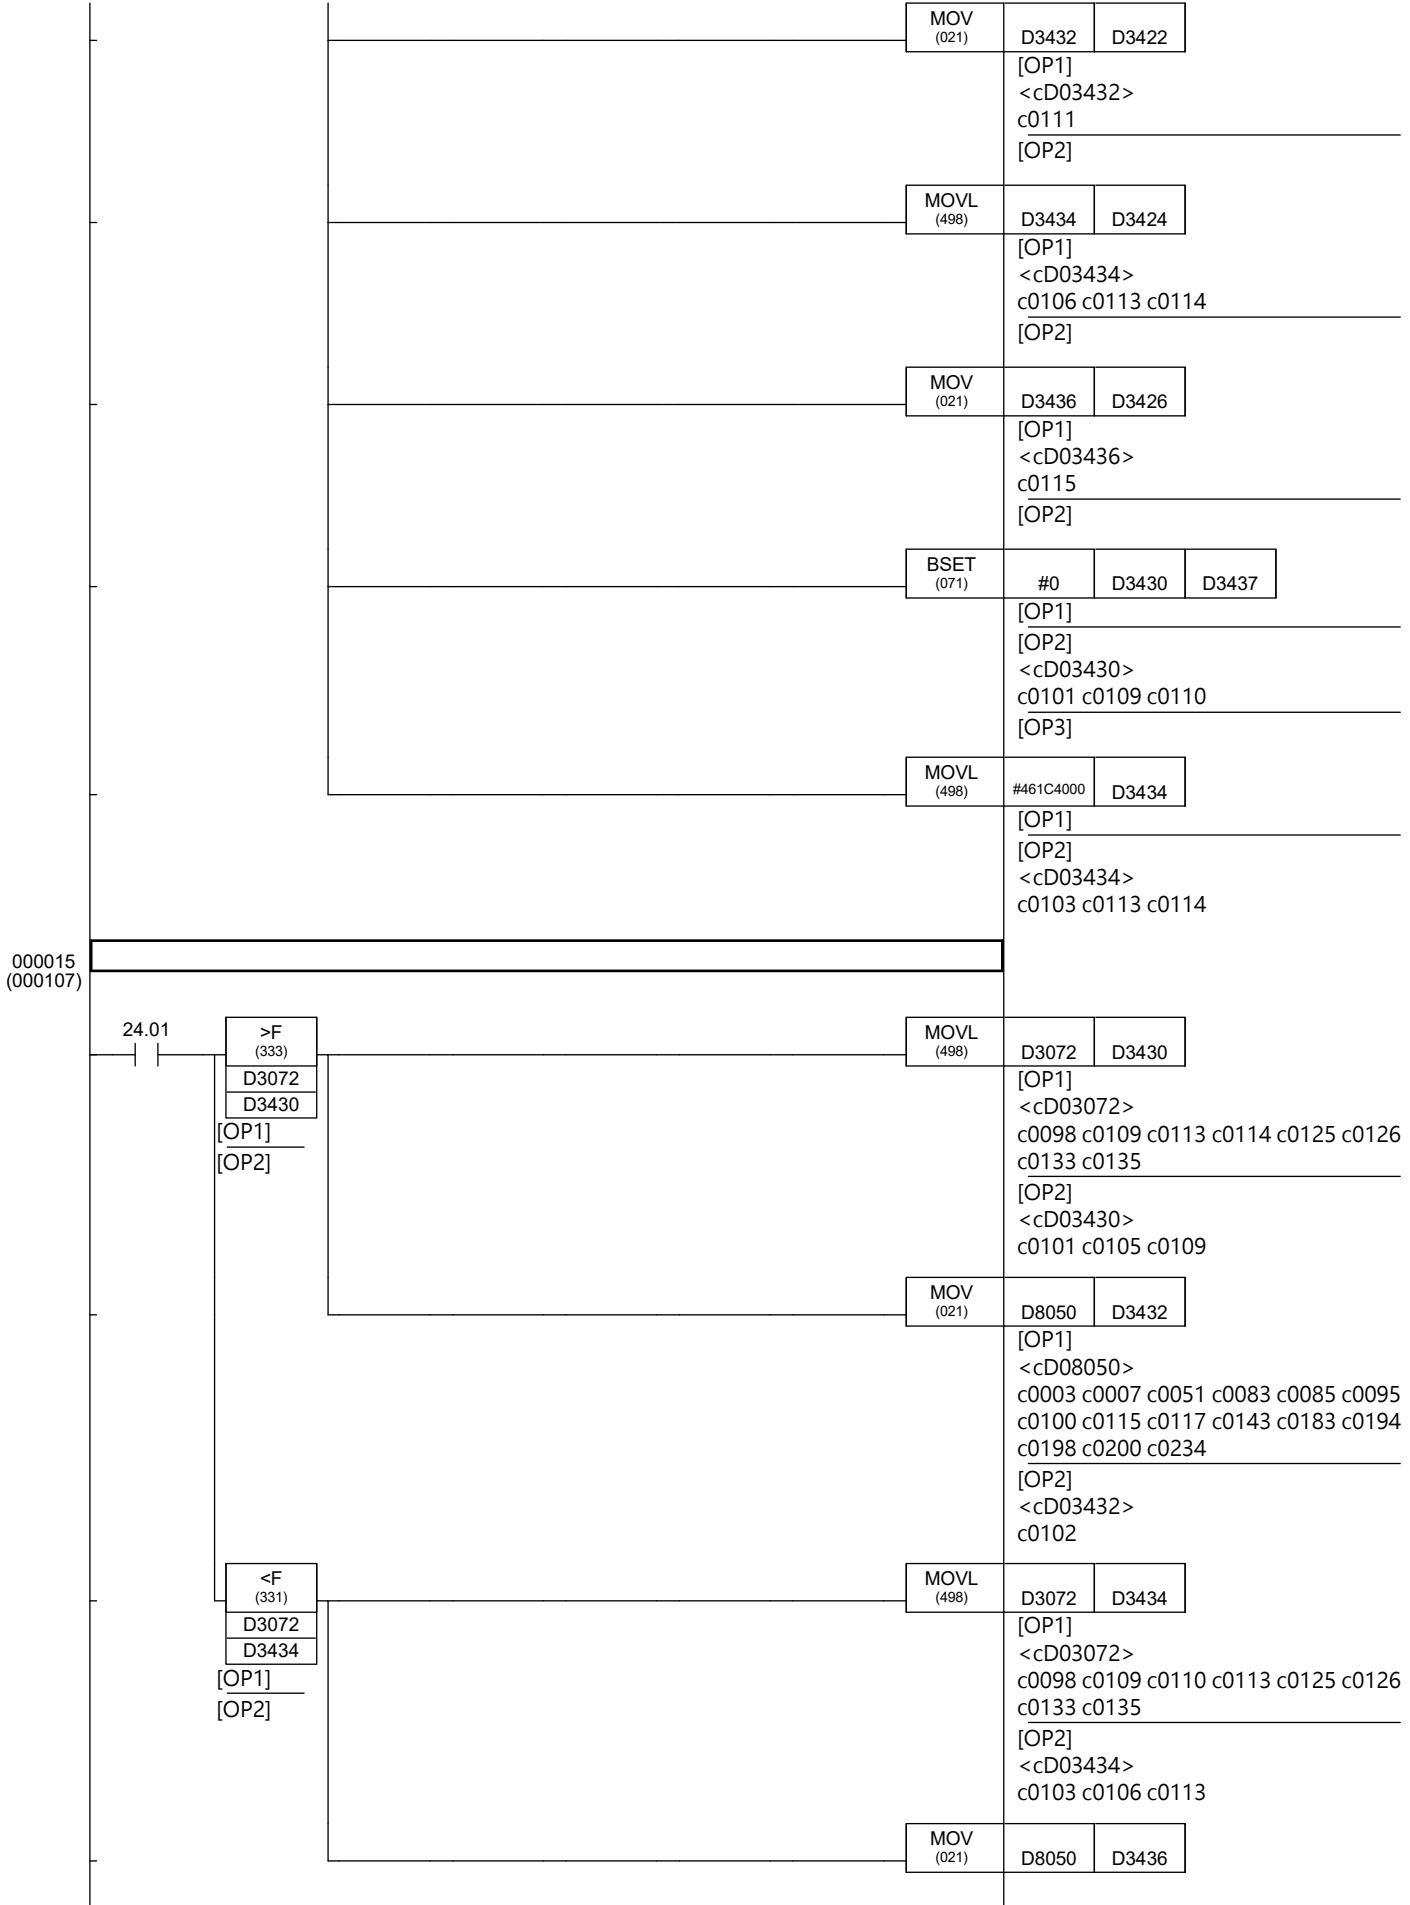 MOV
(021)
D3432 D3422
[OP1]
<cD03432>
c0111
[OP2]
MOVL
(498)
D3434 D3424
[OP1]
<cD03434>
c0106 c0113 c0114
[OP2]
MOV
(021)
D3436 D3426
[OP1]
<cD03436>
c0115
[OP2]
BSET
(071)
#0 D3430 D3437
[OP1]
[OP2]
<cD03430>
c0101 c0109 c0110
[OP3]
MOVL
(498)
#461C4000 D3434
[OP1]
[OP2]
<cD03434>
c0103 c0113 c0114
000015
(000107)
24.01
>F
(333)
D3072
D3430
[OP1]
[OP2]
MOVL
(498)
D3072 D3430
[OP1]
<cD03072>
c0098 c0109 c0113 c0114 c0125 c0126
c0133 c0135
[OP2]
<cD03430>
c0101 c0105 c0109
MOV
(021)
D8050 D3432
[OP1]
<cD08050>
c0003 c0007 c0051 c0083 c0085 c0095
c0100 c0115 c0117 c0143 c0183 c0194
c0198 c0200 c0234
[OP2]
<cD03432>
c0102
<F
(331)
D3072
D3434
[OP1]
[OP2]
MOVL
(498)
D3072 D3434
[OP1]
<cD03072>
c0098 c0109 c0110 c0113 c0125 c0126
c0133 c0135
[OP2]
<cD03434>
c0103 c0106 c0113
MOV
(021)
D8050 D3436